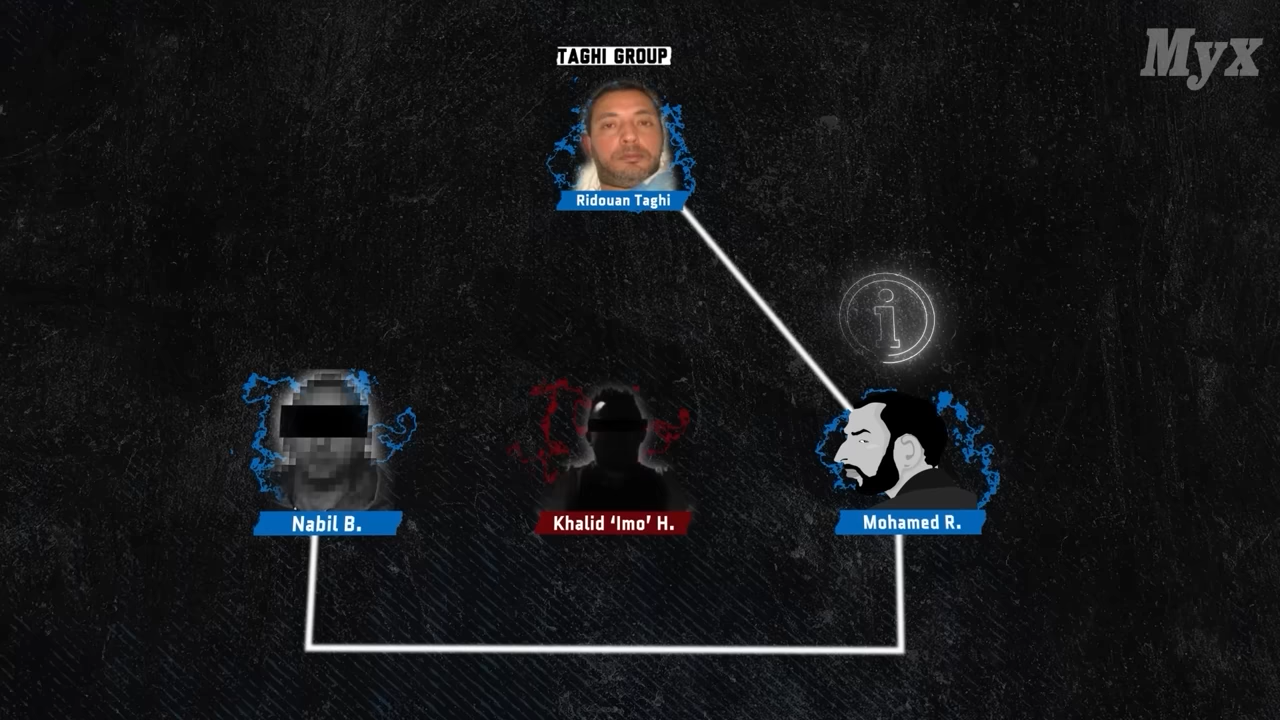 Myx
TAGHI GROUP
Ridouan Taghi
Nabil B.
Khalid ‘Imo’ H.
Mohamed R.